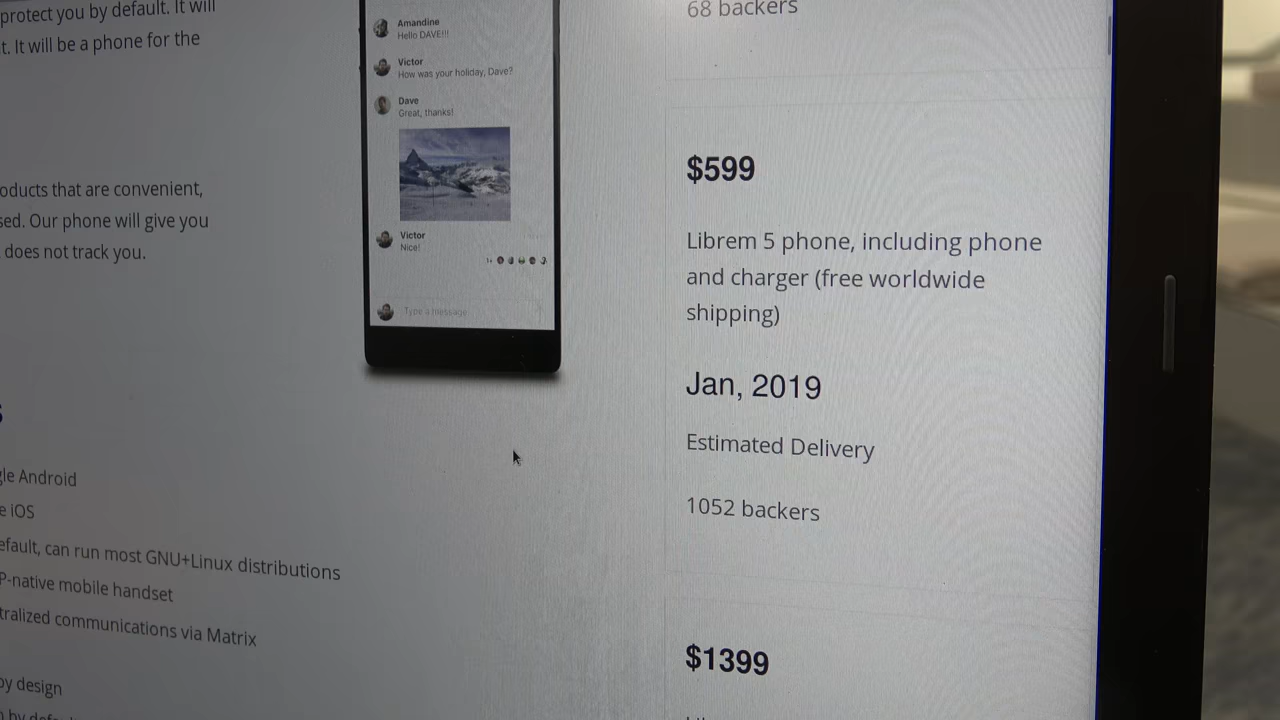 protect you by default. It will
t. It will be a phone for the
oducts that are convenient,
sed. Our phone will give you
does not track you.
s
gle Android
e iOS
efault, can run most GNU+Linux distributions
P-native mobile handset
tralized communications via Matrix
by design
Amandine
Hello DAVE!!!
Victor
How was your holiday, Dave?
Dave
Great, thanks!
Victor
Nice!
Type a message
68 backers
$599
Librem 5 phone, including phone
and charger (free worldwide
shipping)
Jan, 2019
Estimated Delivery
1052 backers
$1399